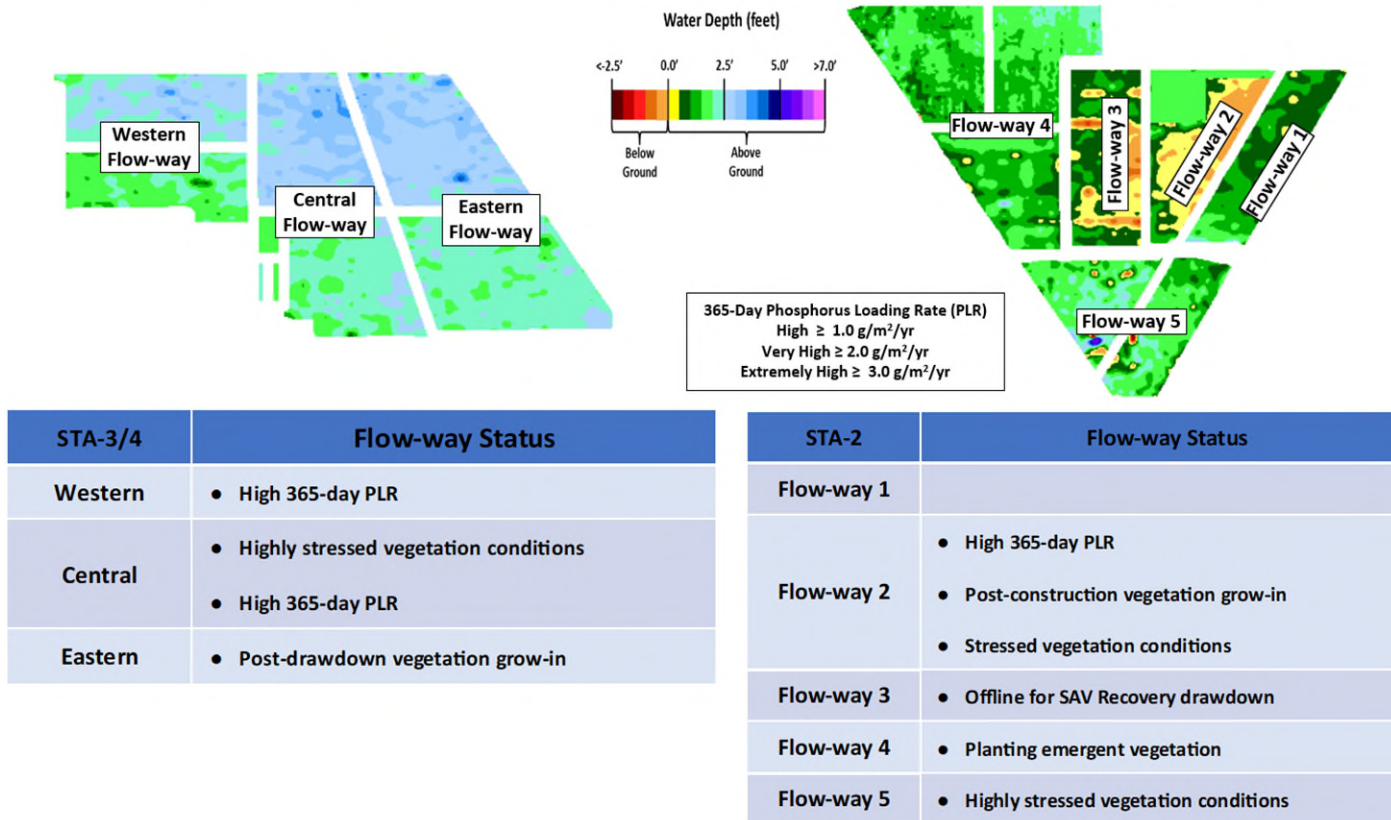 Water Depth (feet)
<-2.5' 0.0' 2.5' 5.0' >7.0'
Below
Ground
Above
Ground
Western
Flow-way
Central
Flow-way
Eastern
Flow-way
Flow-way 4
Flow-way 3
Flow-way 2
Flow-way 1
Flow-way 5
365-Day Phosphorus Loading Rate (PLR)
High ≥ 1.0 g/m²/yr
Very High ≥ 2.0 g/m²/yr
Extremely High ≥ 3.0 g/m²/yr
STA-3/4 Flow-way Status
Western ● High 365-day PLR
Central ● Highly stressed vegetation conditions
● High 365-day PLR
Eastern ● Post-drawdown vegetation grow-in
STA-2 Flow-way Status
Flow-way 1
Flow-way 2 ● High 365-day PLR
● Post-construction vegetation grow-in
● Stressed vegetation conditions
Flow-way 3 ● Offline for SAV Recovery drawdown
Flow-way 4 ● Planting emergent vegetation
Flow-way 5 ● Highly stressed vegetation conditions